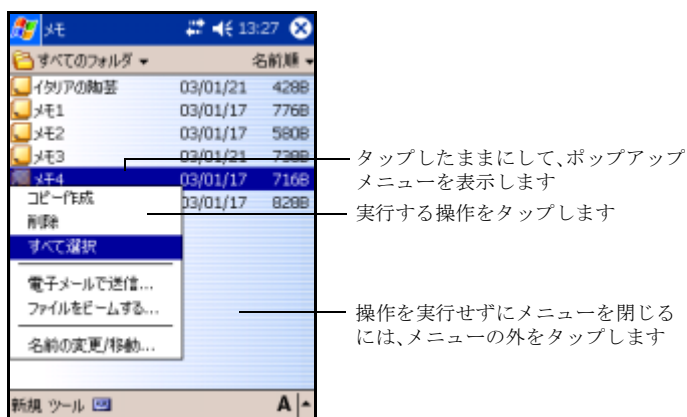 メモ 13:27
すべてのフォルダ 名前順
イタリアの陶芸 03/01/21 428B
メモ1 03/01/17 776B
メモ2 03/01/17 580B
メモ3 03/01/21 738B
メモ4 03/01/17 716B
03/01/17 828B
コピー作成
削除
すべて選択
電子メールで送信...
ファイルをビームする...
名前の変更/移動...
新規 ツール A
タップしたままにして、ポップアップ
メニューを表示します
実行する操作をタップします
操作を実行せずにメニューを閉じる
には、メニューの外をタップします